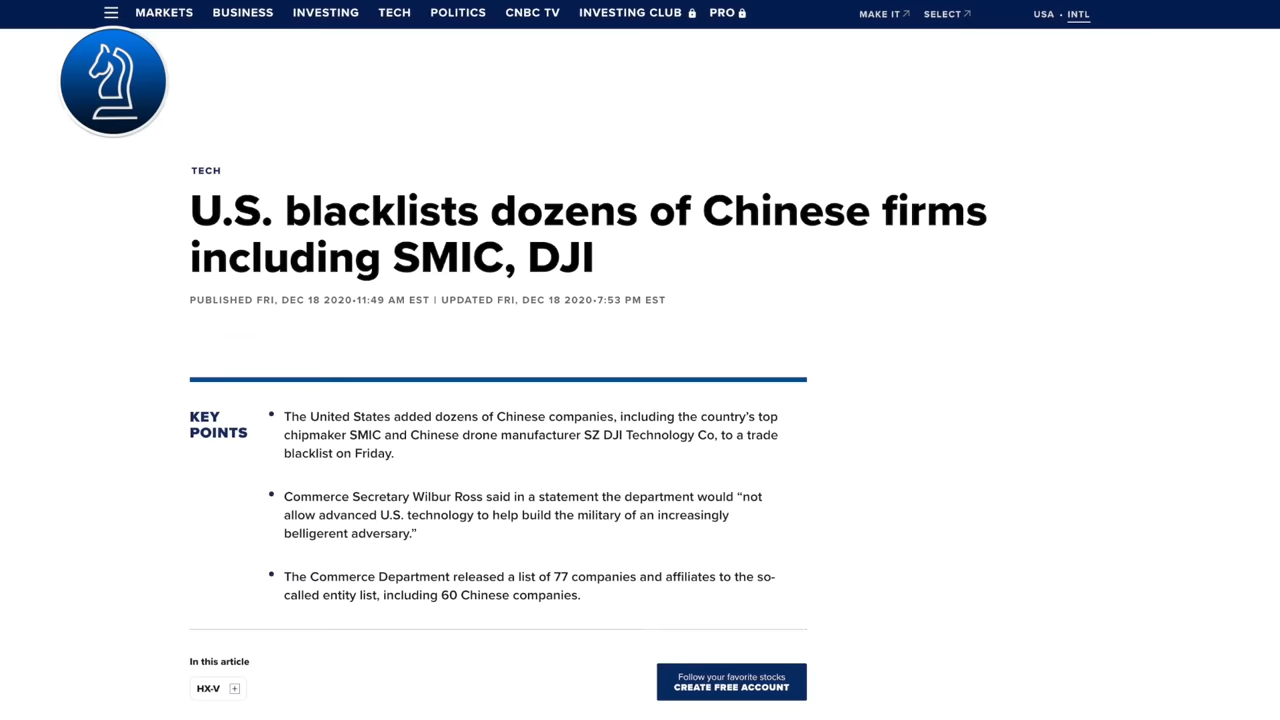 MARKETS BUSINESS INVESTING TECH POLITICS CNBC TV INVESTING CLUB PRO MAKE IT SELECT USA • INTL
TECH
U.S. blacklists dozens of Chinese firms
including SMIC, DJI
PUBLISHED FRI, DEC 18 2020•11:49 AM EST | UPDATED FRI, DEC 18 2020•7:53 PM EST
KEY
POINTS
• The United States added dozens of Chinese companies, including the country’s top
chipmaker SMIC and Chinese drone manufacturer SZ DJI Technology Co, to a trade
blacklist on Friday.
• Commerce Secretary Wilbur Ross said in a statement the department would “not
allow advanced U.S. technology to help build the military of an increasingly
belligerent adversary.”
• The Commerce Department released a list of 77 companies and affiliates to the so-
called entity list, including 60 Chinese companies.
In this article
HX-V
Follow your favorite stocks
CREATE FREE ACCOUNT